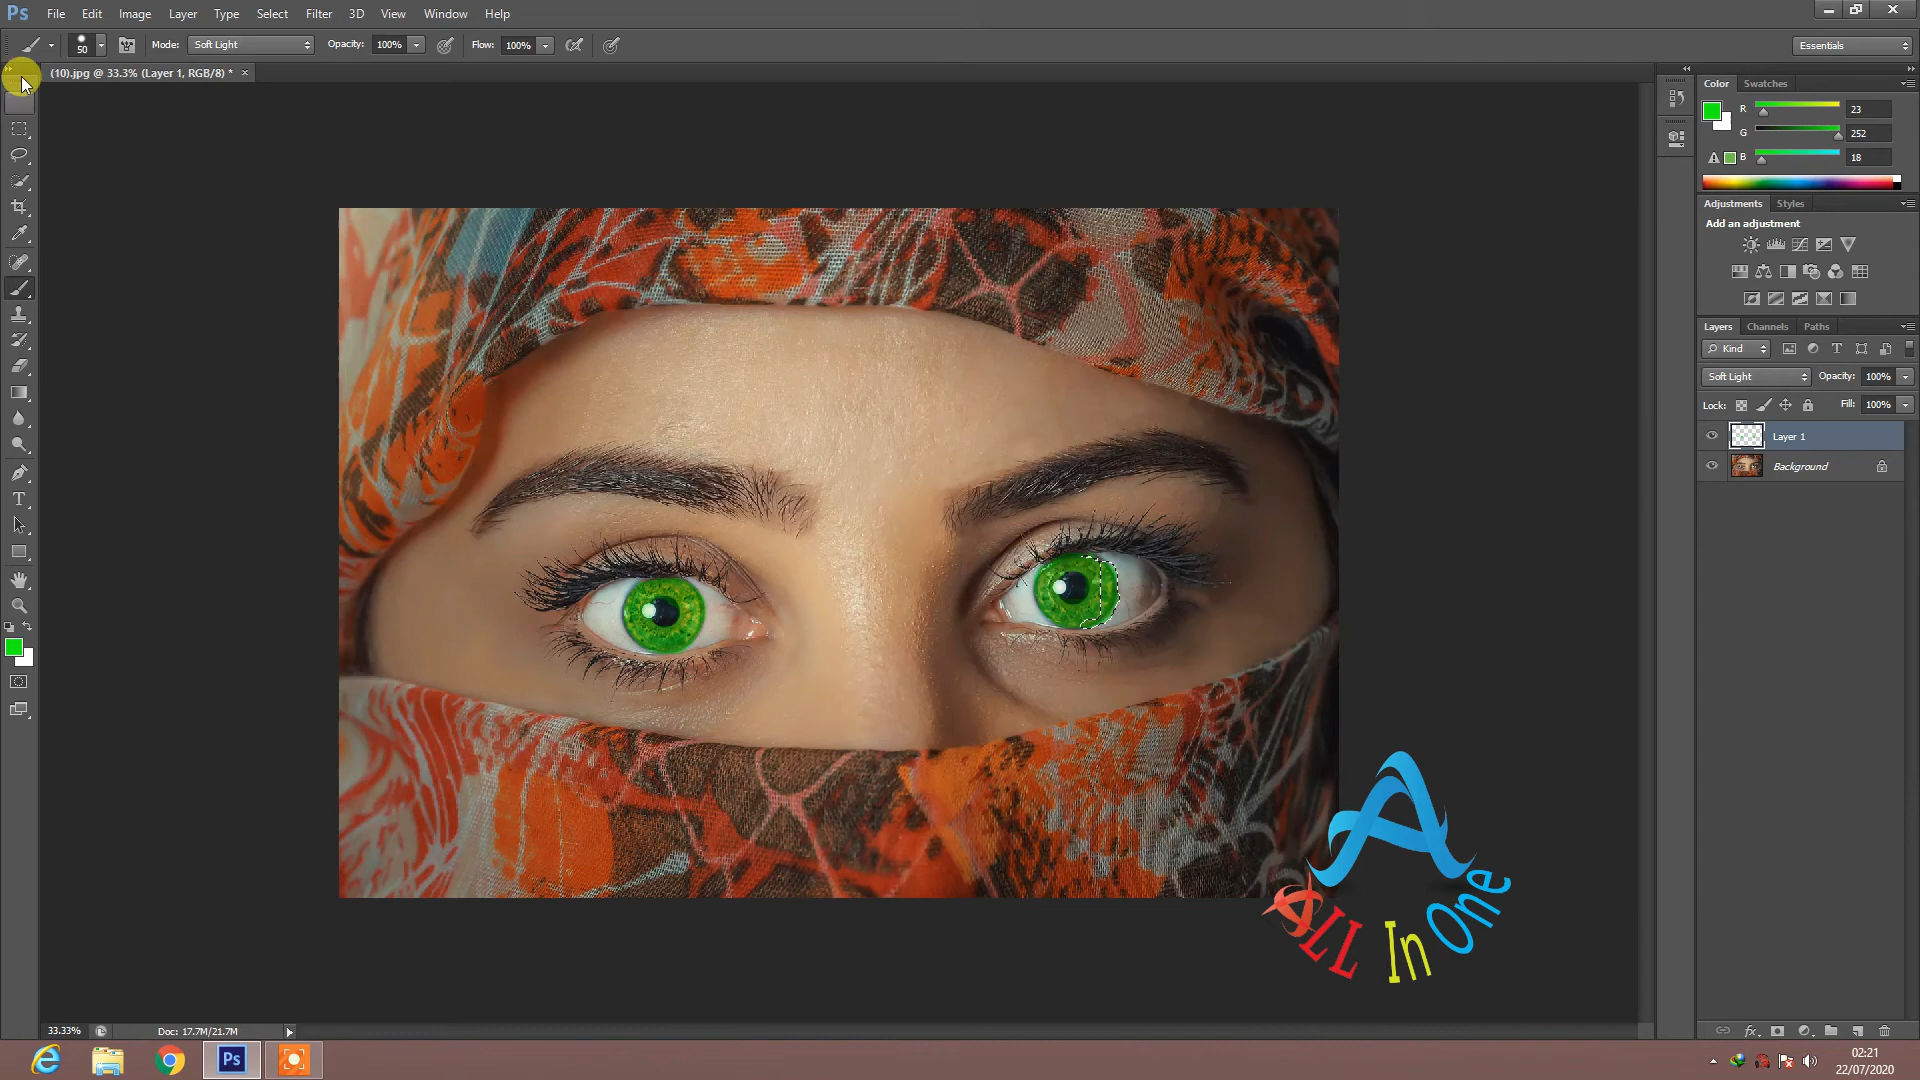 Ps File Edit Image Layer Type Select Filter 3D View Window Help
50 Mode: Soft Light Opacity: 100% Flow: 100% Essentials
(10).jpg @ 33.3% (Layer 1, RGB/8) * ×
Color Swatches
R 23
G 252
B 18
Adjustments Styles
Add an adjustment
Layers Channels Paths
Kind
Soft Light Opacity: 100%
Lock: Fill: 100%
Layer 1
Background
ALL In One
33.33% Doc: 17.7M/21.7M
Ps
02:21
22/07/2020